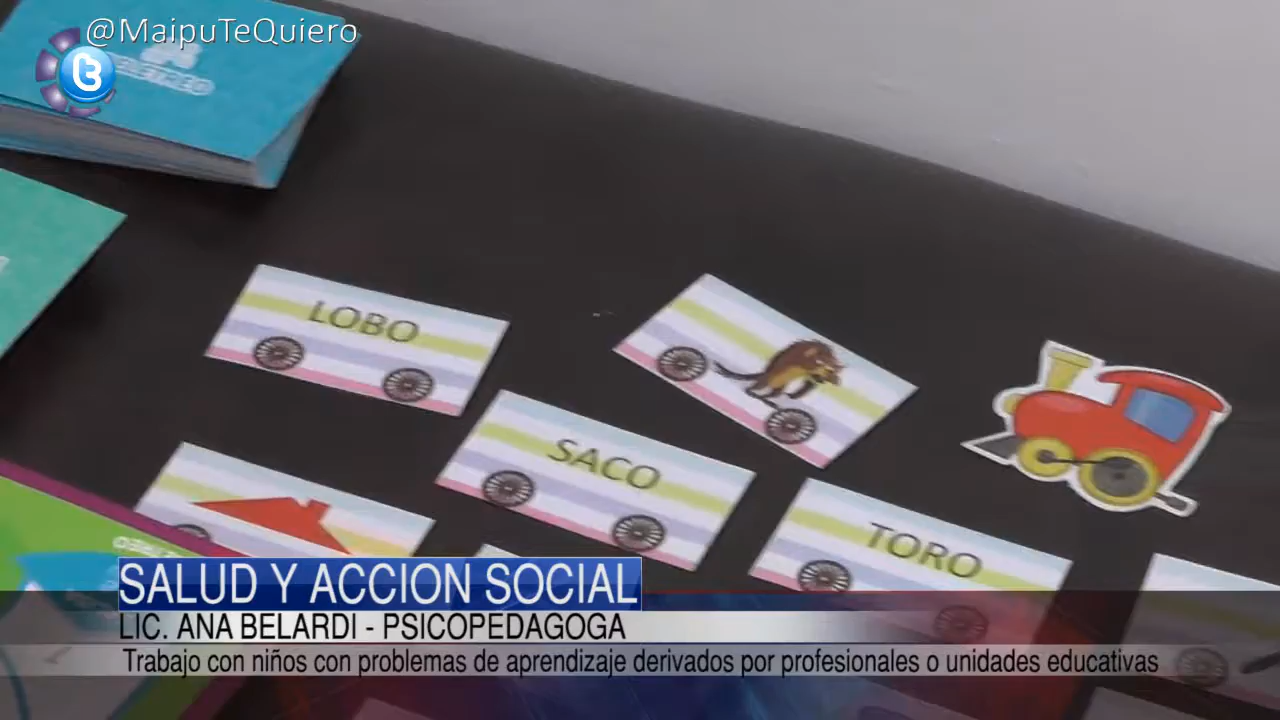 @MaipuTeQuiero
LOBO
SACO
TORO
SALUD Y ACCION SOCIAL
LIC. ANA BELARDI - PSICOPEDAGOGA
Trabajo con niños con problemas de aprendizaje derivados por profesionales o unidades educativas